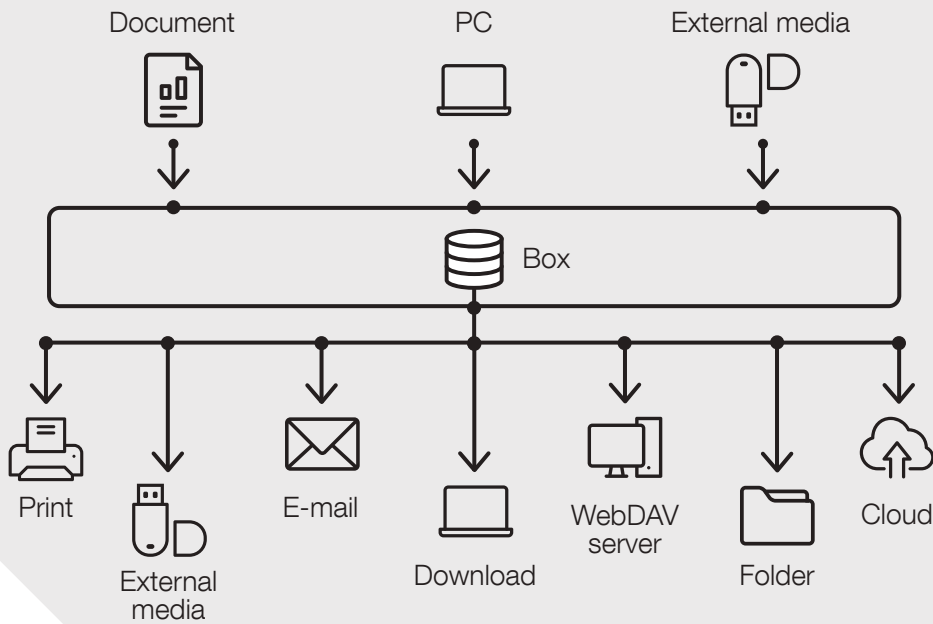 Document
PC
External media
Box
Print
External
media
E-mail
Download
WebDAV
server
Folder
Cloud